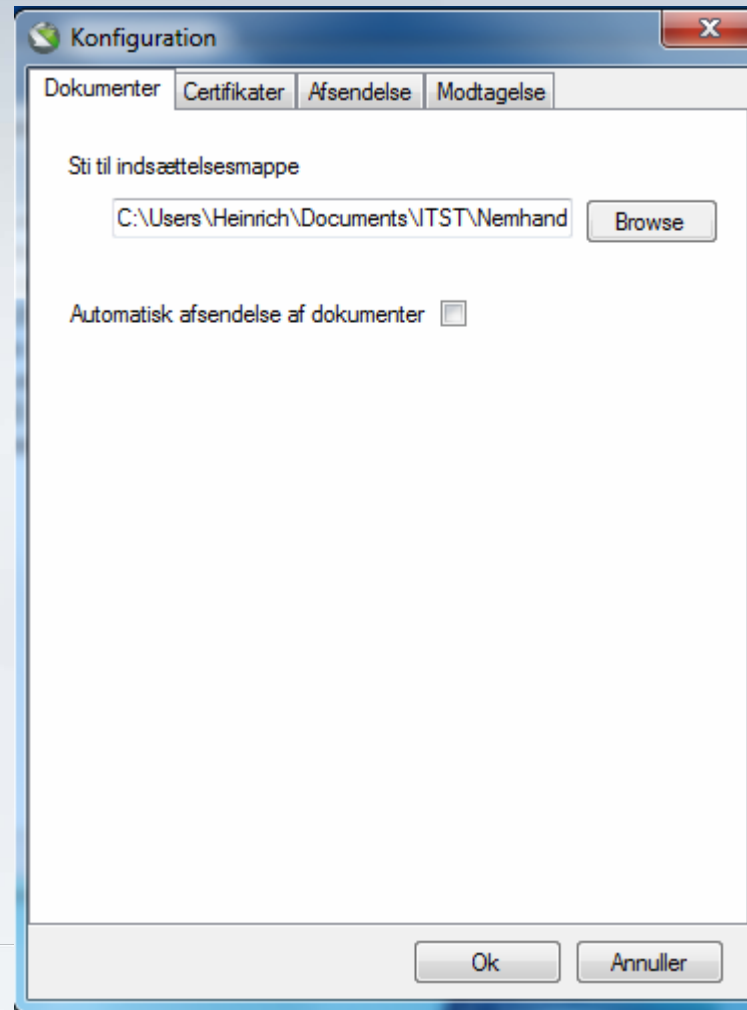 Konfiguration
Dokumenter Certifikater Afsendelse Modtagelse
Sti til indsættelsesmappe
C:\Users\Heinrich\Documents\ITST\Nemhand Browse
Automatisk afsendelse af dokumenter
Ok Annuller